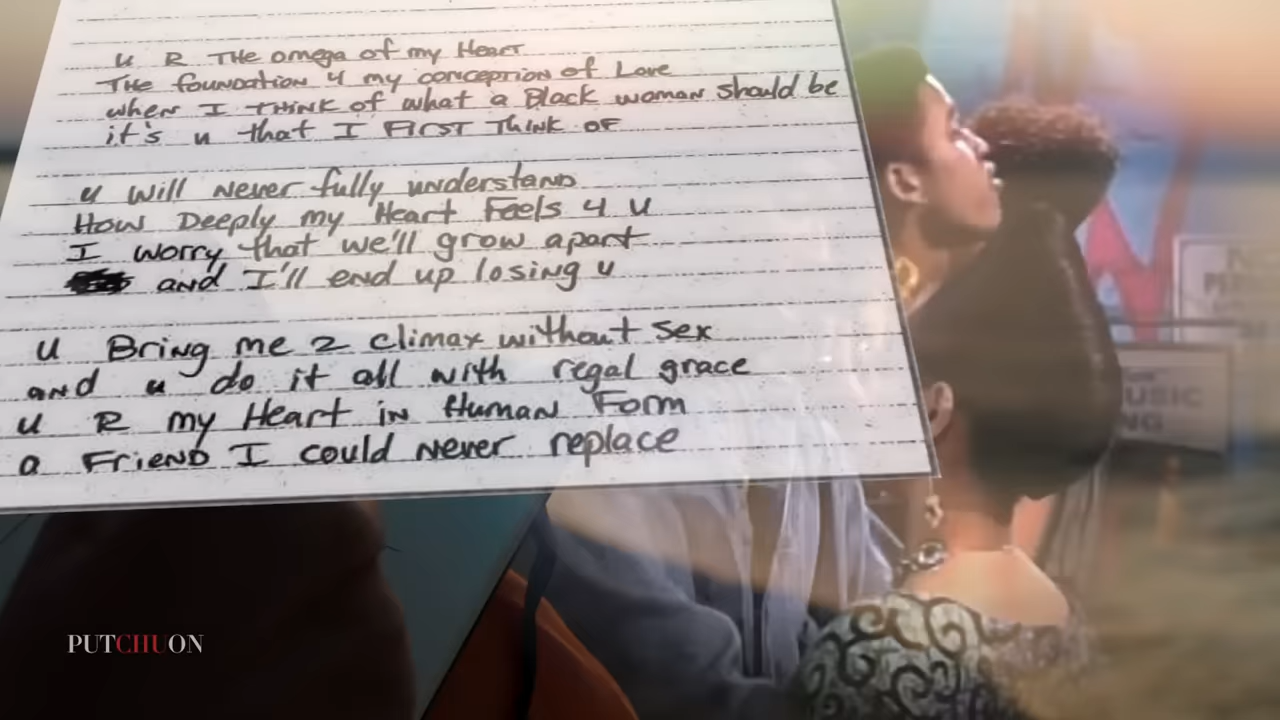 U R THE omega of my Heart
The foundation 4 my conception of Love
when I THINK of what a Black woman should be
it's u that I FIRST THINK OF
u will never fully understand
How Deeply my Heart Feels 4 U
I worry that we'll grow apart
and I'll end up losing u
U Bring me 2 climax without sex
and u do it all with regal grace
U R my Heart in Human Form
a Friend I could never replace
PUTCHUON